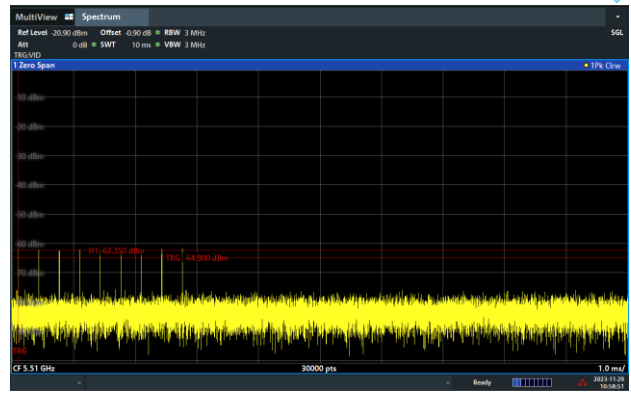 MultiView Spectrum
Ref Level -20.90 dBm Offset -0.90 dB RBW 3 MHz SGL
Att 0 dB SWT 10 ms VBW 3 MHz
TRG:VID
1 Zero Span 1Pk Clrw
-10 dBm
-20 dBm
-30 dBm
-40 dBm
-50 dBm
-60 dBm
H1 -62.350 dBm
TRG -64.900 dBm
-70 dBm
TRG
CF 5.51 GHz 30000 pts 1.0 ms/
Ready 2023-11-29
10:58:51